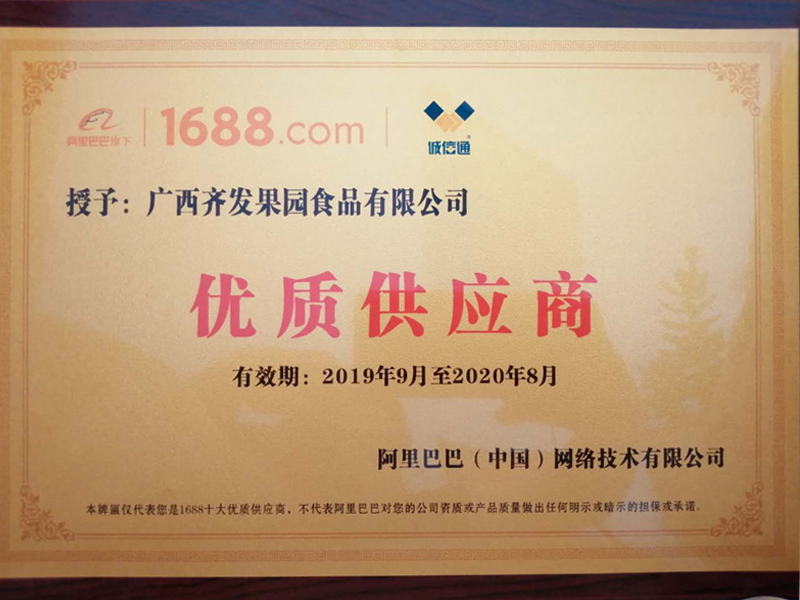 阿里巴巴旗下 1688.com 诚信通
授予：广西齐发果园食品有限公司
优质供应商
有效期：2019年9月至2020年8月
阿里巴巴（中国）网络技术有限公司
本牌匾仅代表您是1688十大优质供应商，不代表阿里巴巴对您的公司资质或产品质量做出任何明示或暗示的担保或承诺。